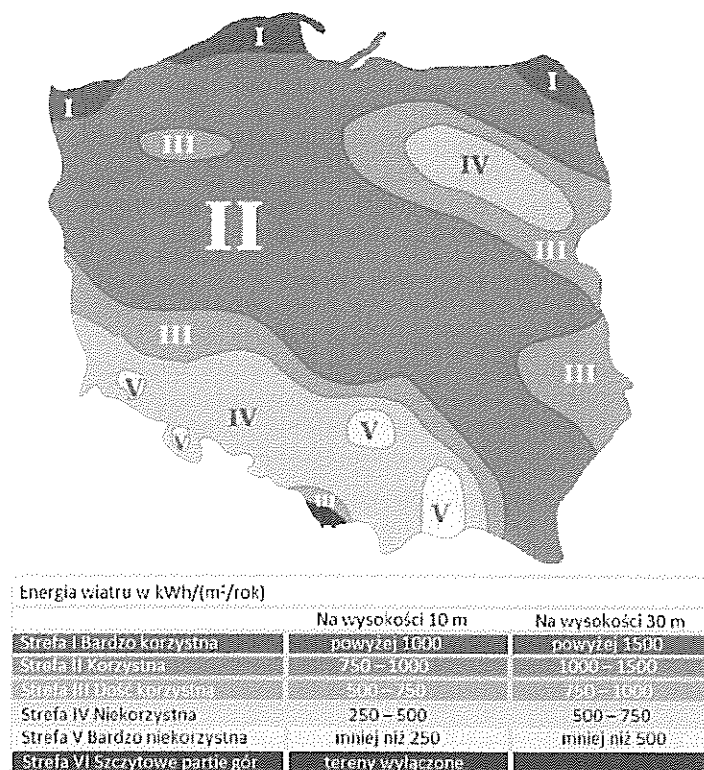 I
I
I
III
IV
II
III
III
III
V
IV
V
V
III
V
Energia wiatru w kWh/(m²/rok)
Na wysokości 10 m Na wysokości 30 m
Strefa I Bardzo korzystna powyżej 1000 powyżej 1500
Strefa II Korzystna 750 – 1000 1000 – 1500
Strefa III Dość korzystna 500 – 750 750 – 1000
Strefa IV Niekorzystna 250 – 500 500 – 750
Strefa V Bardzo niekorzystna mniej niż 250 mniej niż 500
Strefa VI Szczytowe partie gór tereny wyłączone